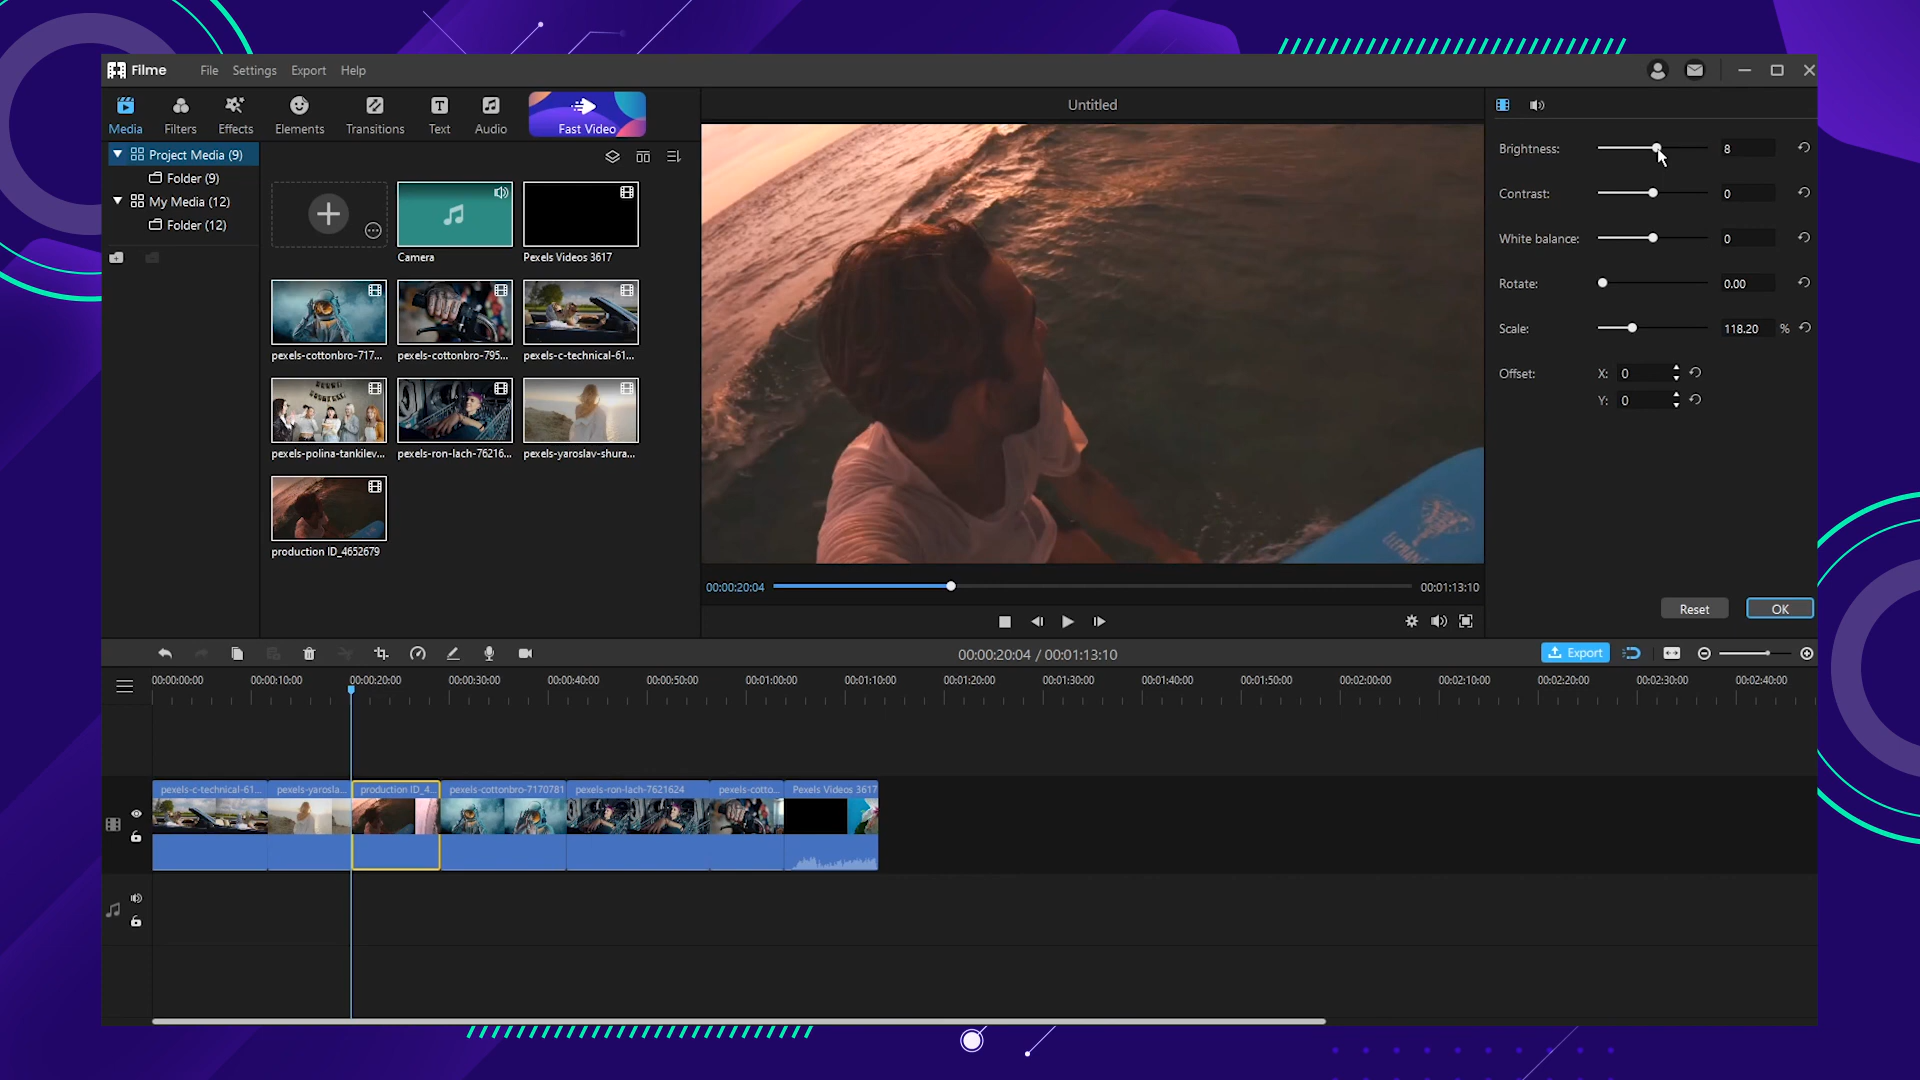 Filme File Settings Export Help
Media Filters Effects Elements Transitions Text Audio Fast Video
Untitled
Project Media (9)
Folder (9)
My Media (12)
Folder (12)
Camera Pexels Videos 3617
pexels-cottonbro-717... pexels-cottonbro-795... pexels-c-technical-61...
pexels-polina-tankilev... pexels-ron-lach-76216... pexels-yaroslav-shura...
production ID_4652679
Brightness: 8
Contrast: 0
White balance: 0
Rotate: 0.00
Scale: 118.20 %
Offset: X: 0
Y: 0
00:00:20:04 00:01:13:10
Reset OK
00:00:20:04 / 00:01:13:10
Export
00:00:00:00 00:00:10:00 00:00:20:00 00:00:30:00 00:00:40:00 00:00:50:00 00:01:00:00 00:01:10:00 00:01:20:00 00:01:30:00 00:01:40:00 00:01:50:00 00:02:00:00 00:02:10:00 00:02:20:00 00:02:30:00 00:02:40:00
pexels-c-technical-61... pexels-yarosla... production ID_4... pexels-cottonbro-7170781 pexels-ron-lach-7621624 pexels-cotto... Pexels Videos 3617